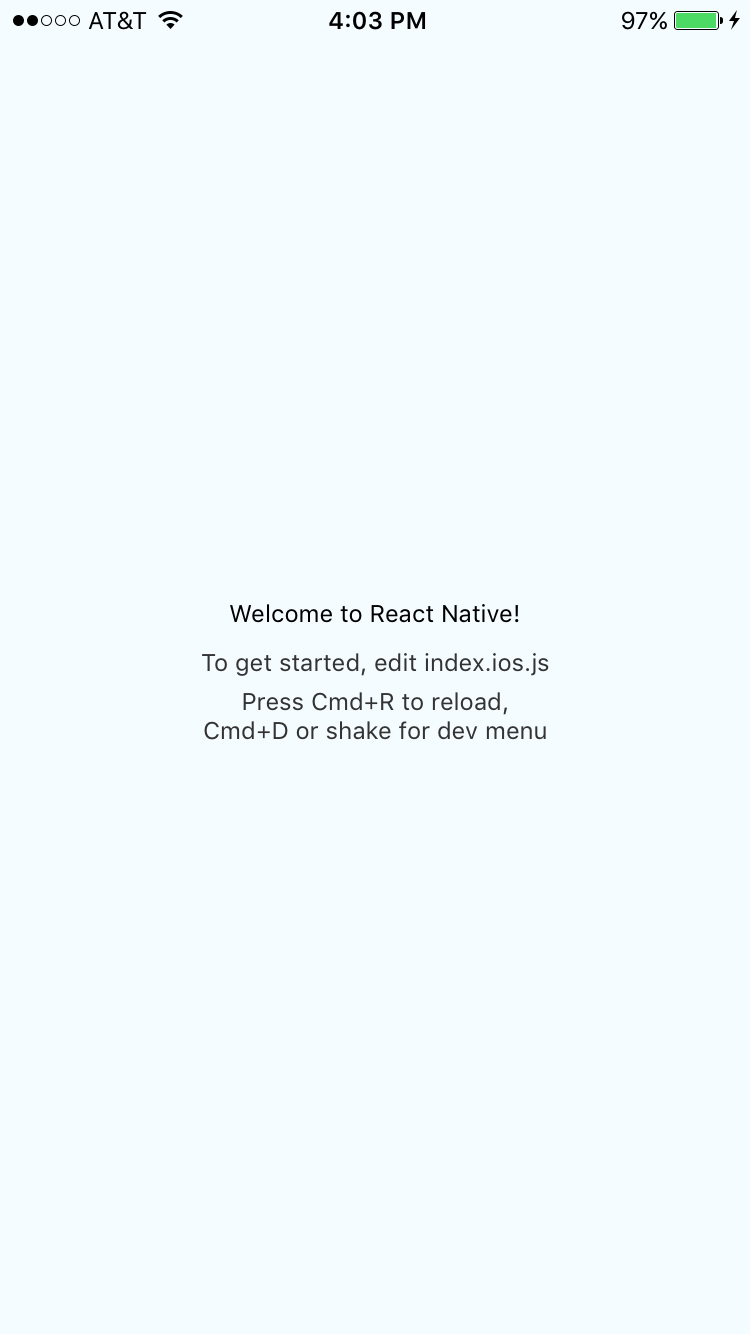 AT&T 4:03 PM 97%
Welcome to React Native!
To get started, edit index.ios.js
Press Cmd+R to reload,
Cmd+D or shake for dev menu